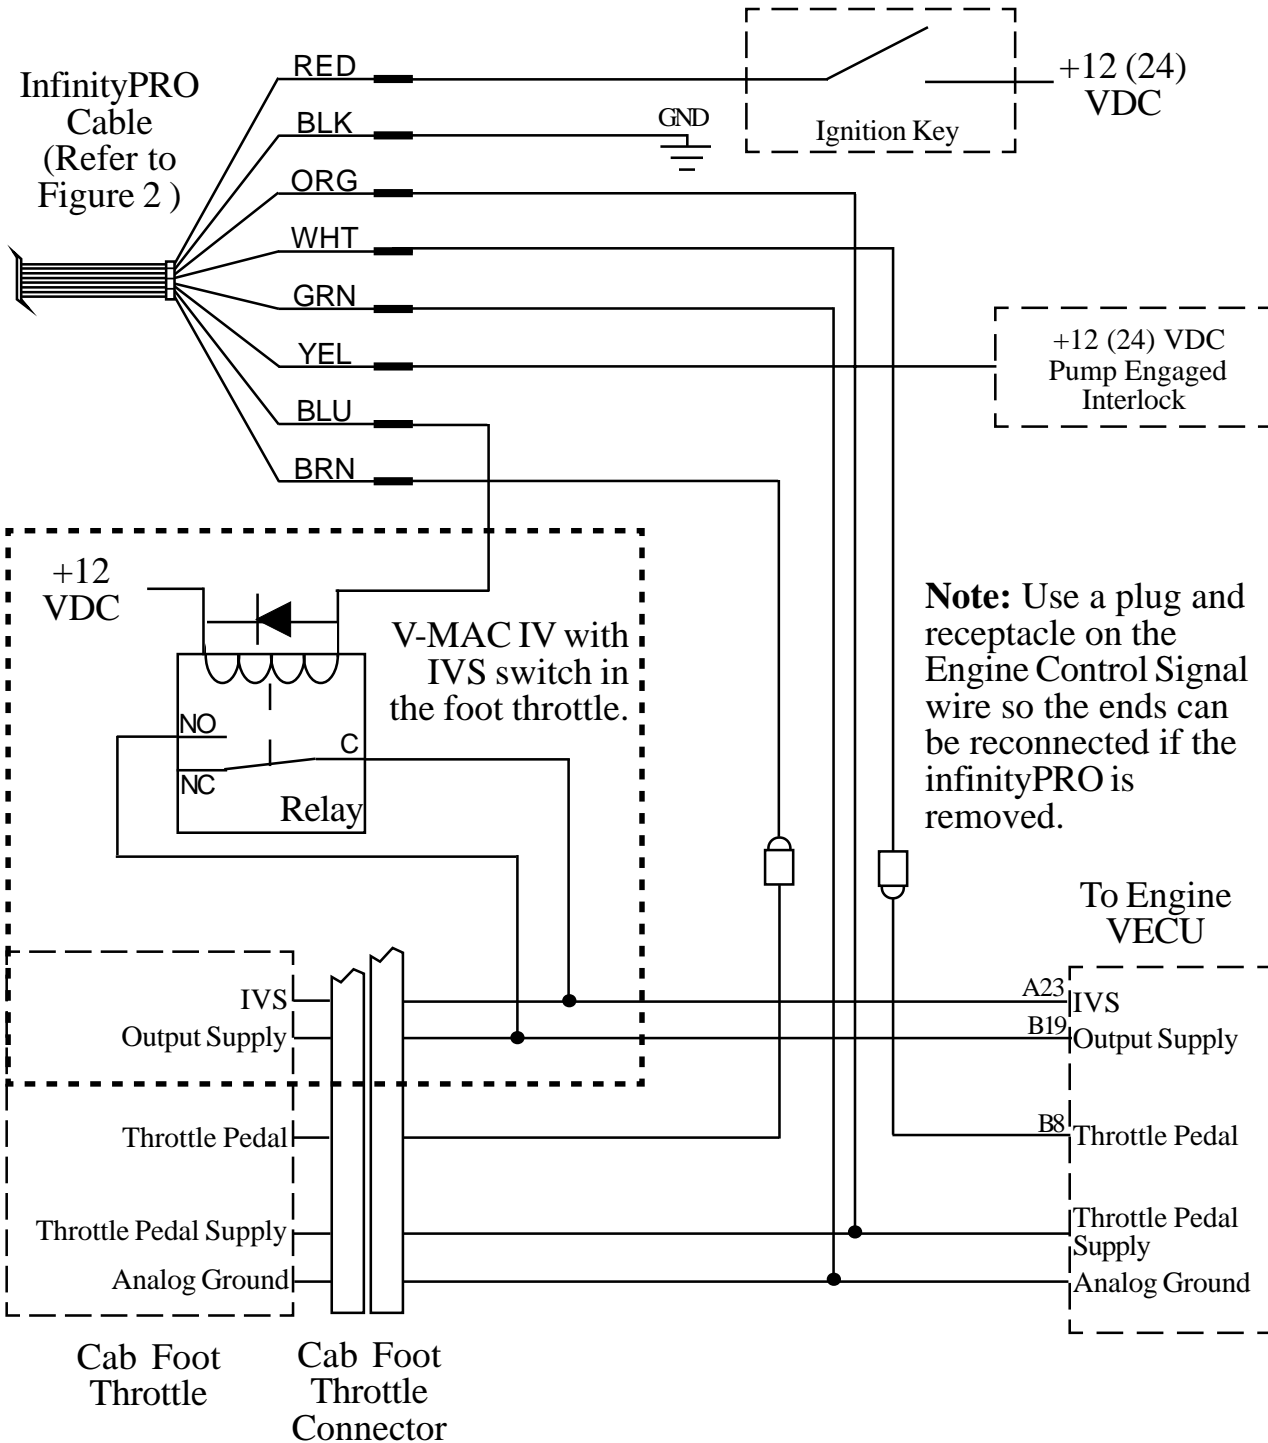 InfinityPRO
Cable
(Refer to
Figure 2 )
RED
BLK
ORG
WHT
GRN
YEL
BLU
BRN
GND
Ignition Key
+12 (24)
VDC
+12 (24) VDC
Pump Engaged
Interlock
+12
VDC
V-MAC IV with
IVS switch in
the foot throttle.
NO
C
NC
Relay
Note: Use a plug and
receptacle on the
Engine Control Signal
wire so the ends can
be reconnected if the
infinityPRO is
removed.
To Engine
VECU
IVS
Output Supply
Throttle Pedal
Throttle Pedal Supply
Analog Ground
A23
IVS
B19
Output Supply
B8
Throttle Pedal
Throttle Pedal
Supply
Analog Ground
Cab Foot
Throttle
Cab Foot
Throttle
Connector